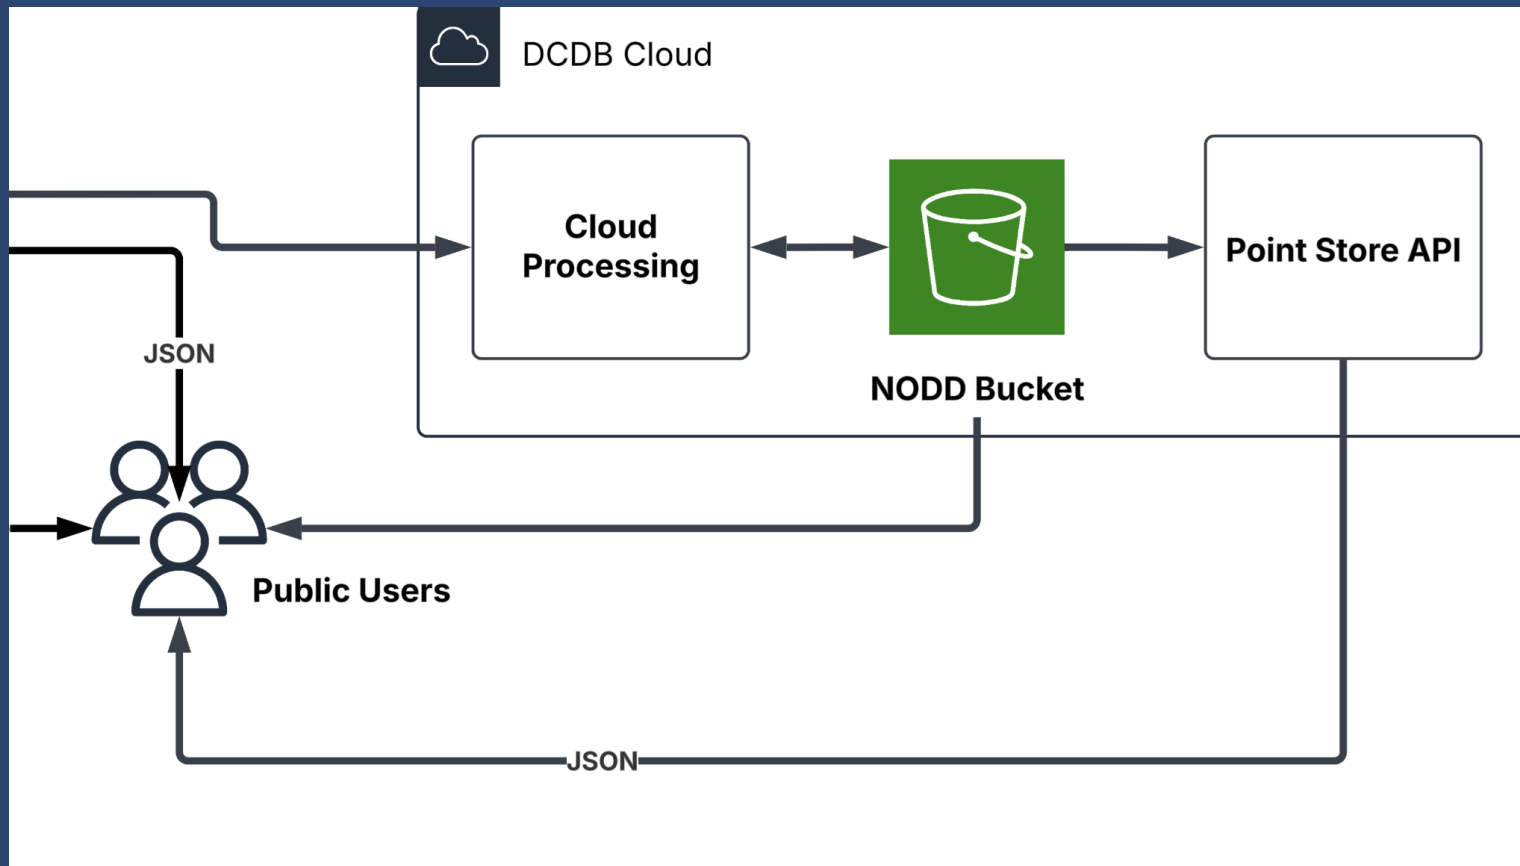 DCDB Cloud
Cloud
Processing
Point Store API
JSON
NODD Bucket
Public Users
JSON